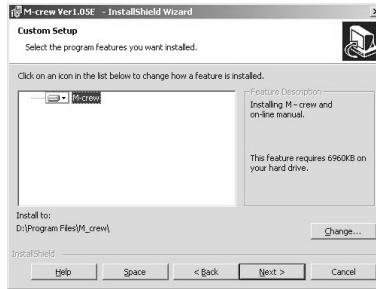 M-crew Ver1.05E - InstallShield Wizard
Custom Setup
Select the program features you want installed.
Click on an icon in the list below to change how a feature is installed.
M-crew
Feature Description
Installing M-crew and
on-line manual.
This feature requires 6960KB on
your hard drive.
Install to:
D:\Program Files\M_crew\
Change...
InstallShield
Help Space < Back Next > Cancel